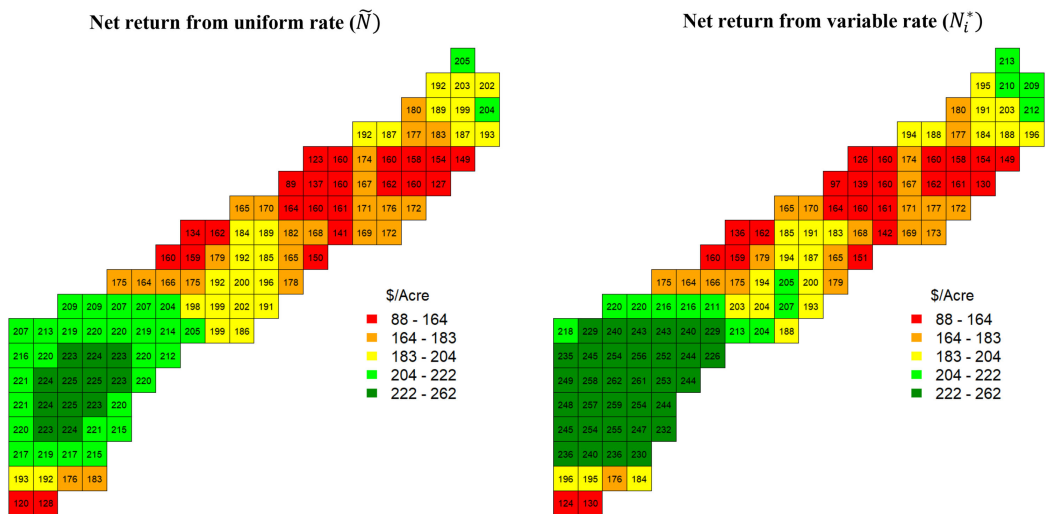 Net return from uniform rate (Ñ)
205
192 203 202
180 189 199 204
192 187 177 183 187 193
123 160 174 160 158 154 149
89 137 160 167 162 160 127
165 170 164 160 161 171 176 172
134 162 184 189 182 168 141 169 172
160 159 179 192 185 165 150
175 164 166 175 192 200 196 178
209 209 207 207 204 198 199 202 191
207 213 219 220 220 219 214 205 199 186
216 220 223 224 223 220 212
221 224 225 225 223 220
221 224 225 223 220
220 223 224 221 215
217 219 217 215
193 192 176 183
120 128
$/Acre
88 - 164
164 - 183
183 - 204
204 - 222
222 - 262
Net return from variable rate (N_i^*)
213
195 210 209
180 191 203 212
194 188 177 184 188 196
126 160 174 160 158 154 149
97 139 160 167 162 161 130
165 170 164 160 161 171 177 172
136 162 185 191 183 168 142 169 173
160 159 179 194 187 165 151
175 164 166 175 194 205 200 179
220 220 216 216 211 203 204 207 193
218 229 240 243 243 240 229 213 204 188
235 245 254 256 252 244 226
249 258 262 261 253 244
248 257 259 254 244
245 254 255 247 232
236 240 236 230
196 195 176 184
124 130
$/Acre
88 - 164
164 - 183
183 - 204
204 - 222
222 - 262